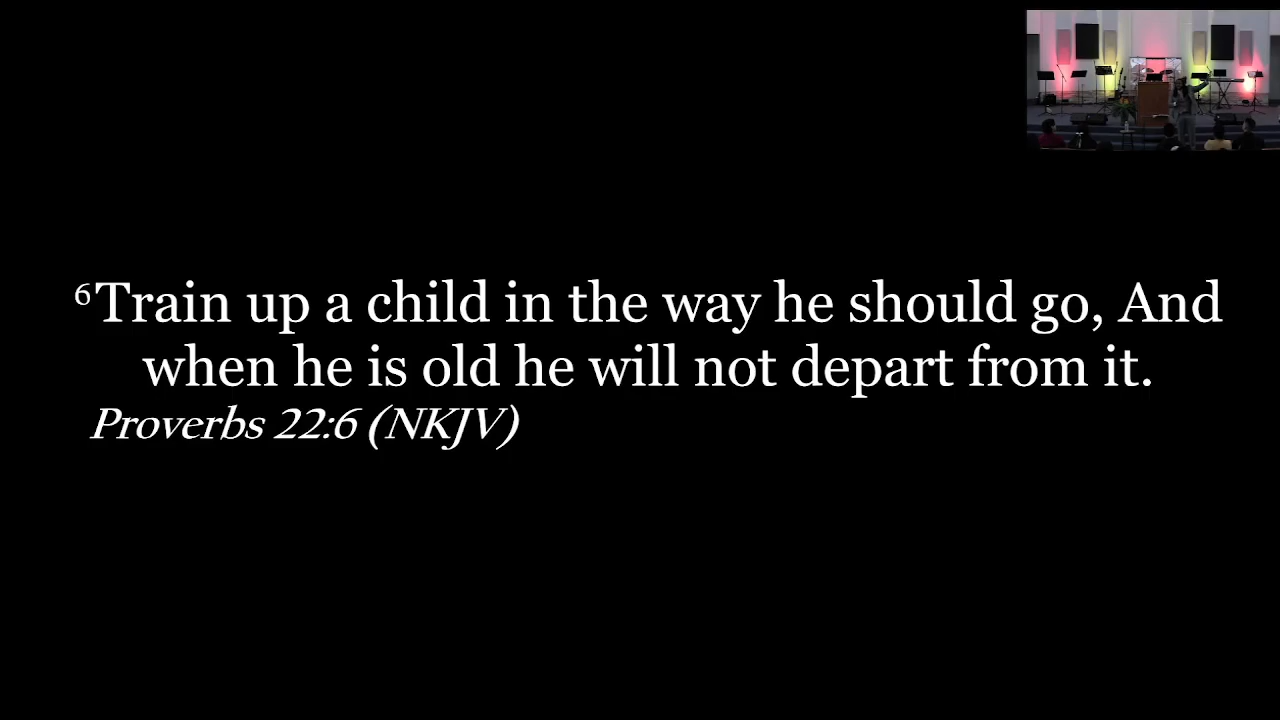 6Train up a child in the way he should go, And
when he is old he will not depart from it.
Proverbs 22:6 (NKJV)